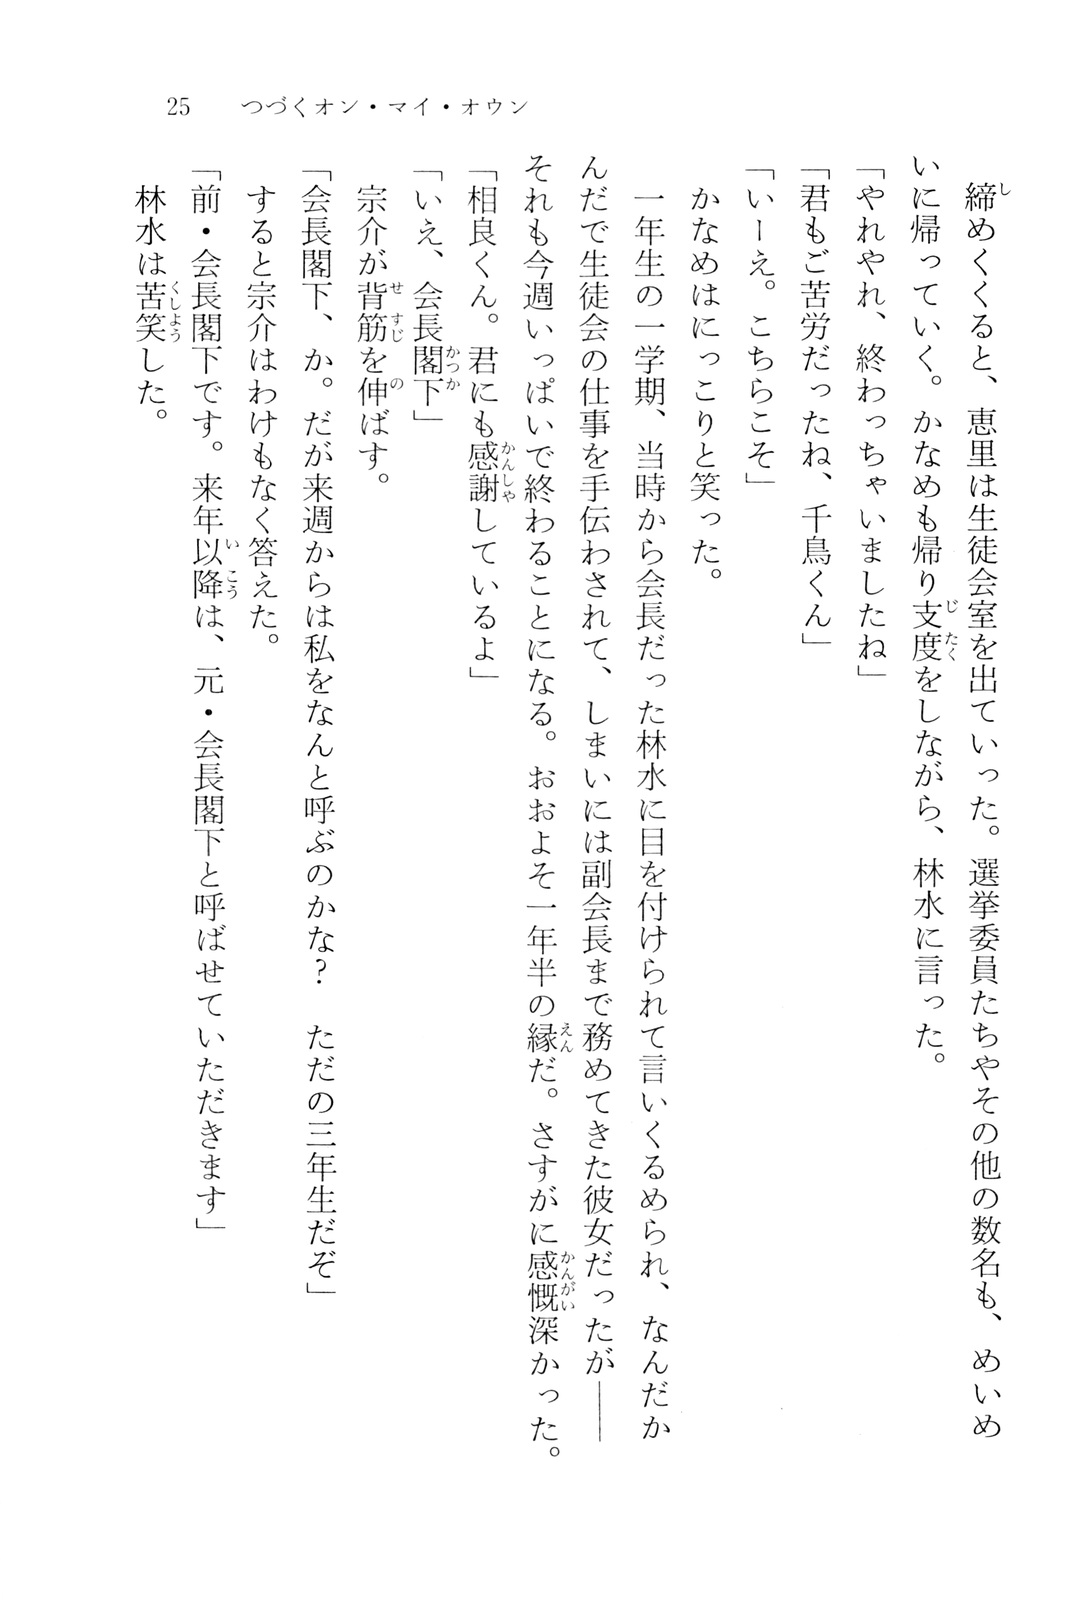 25　つづくオン・マイ・オウン
　締めくくると、恵里は生徒会室を出ていった。選挙委員たちやその他の数名も、めいめ
いに帰っていく。かなめも帰り支度をしながら、林水に言った。
「やれやれ、終わっちゃいましたね」
「君もご苦労だったね、千鳥くん」
「いーえ。こちらこそ」
　かなめはにっこりと笑った。
　一年生の一学期、当時から会長だった林水に目を付けられて言いくるめられ、なんだか
んだで生徒会の仕事を手伝わされて、しまいには副会長まで務めてきた彼女だったが――
それも今週いっぱいで終わることになる。おおよそ一年半の縁だ。さすがに感慨深かった。
「相良くん。君にも感謝しているよ」
「いえ、会長閣下」
　宗介が背筋を伸ばす。
「会長閣下、か。だが来週からは私をなんと呼ぶのかな？　ただの三年生だぞ」
　すると宗介はわけもなく答えた。
「前・会長閣下です。来年以降は、元・会長閣下と呼ばせていただきます」
　林水は苦笑した。